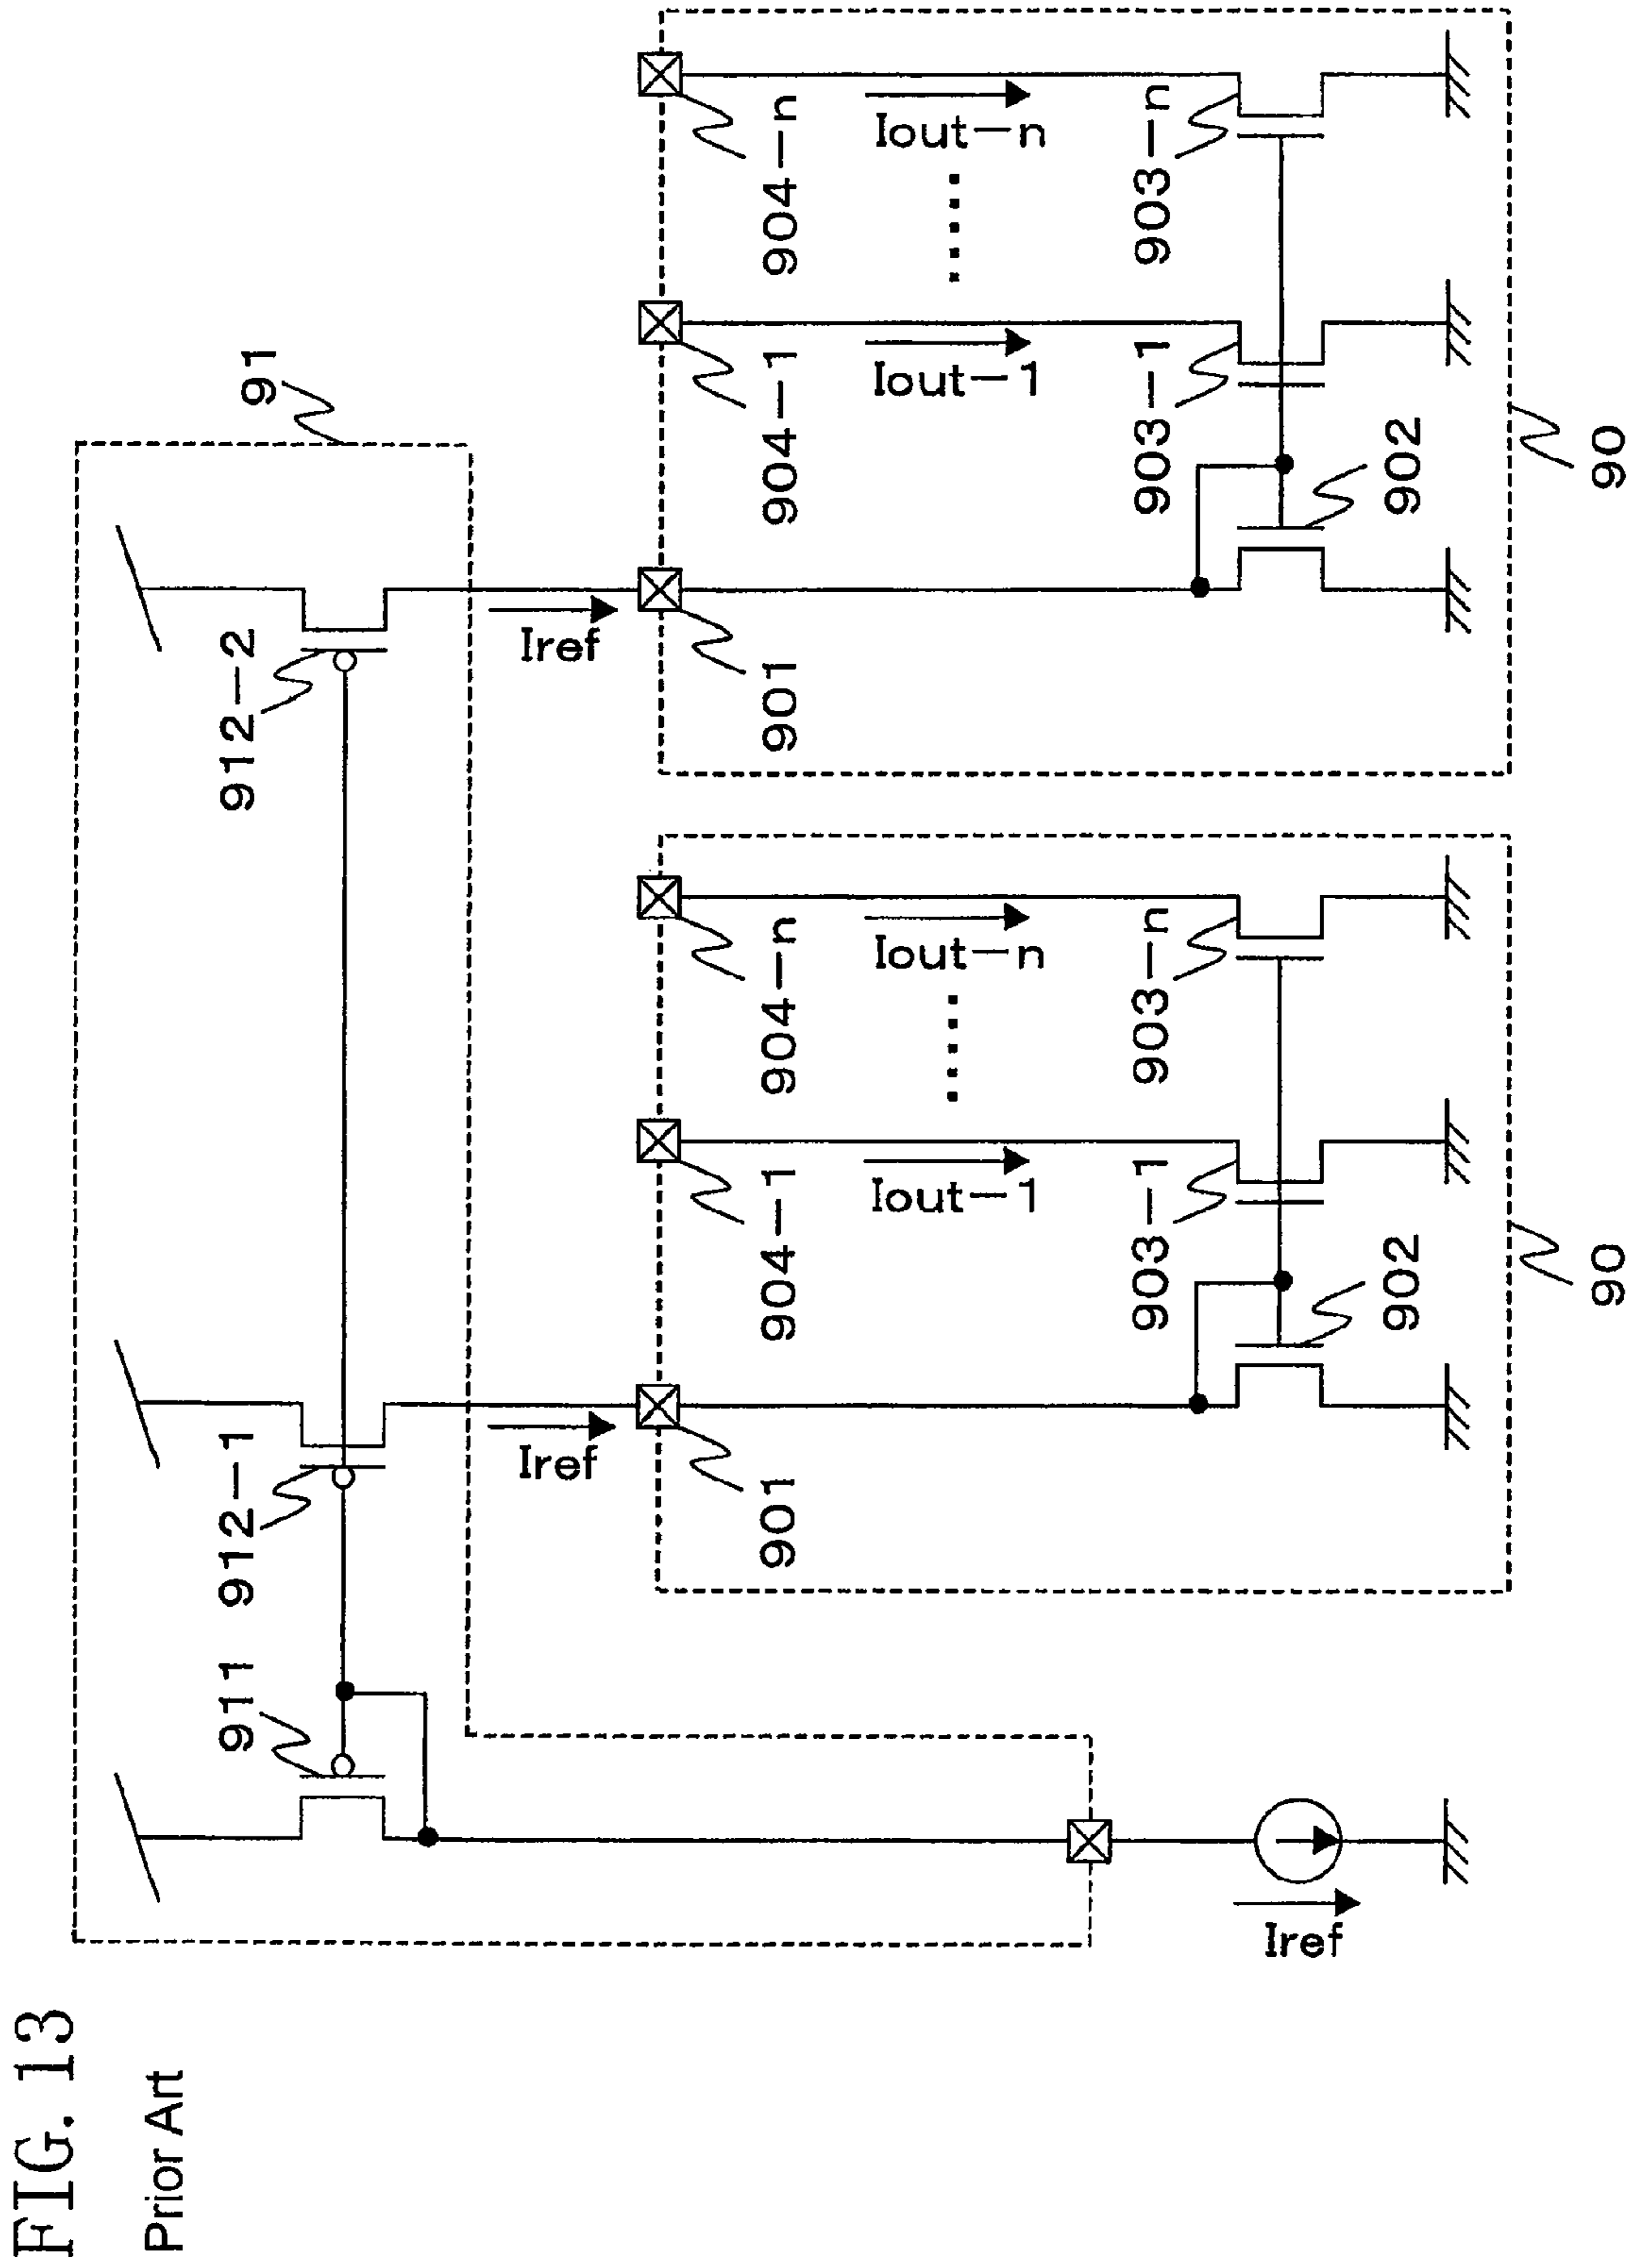 FIG. 13
Prior Art
91
911
912-1
912-2
Iref
Iref
Iref
901
904-1
904-n
Iout-1
Iout-n
903-1
903-n
902
90
901
904-1
904-n
Iout-1
Iout-n
903-1
903-n
902
90